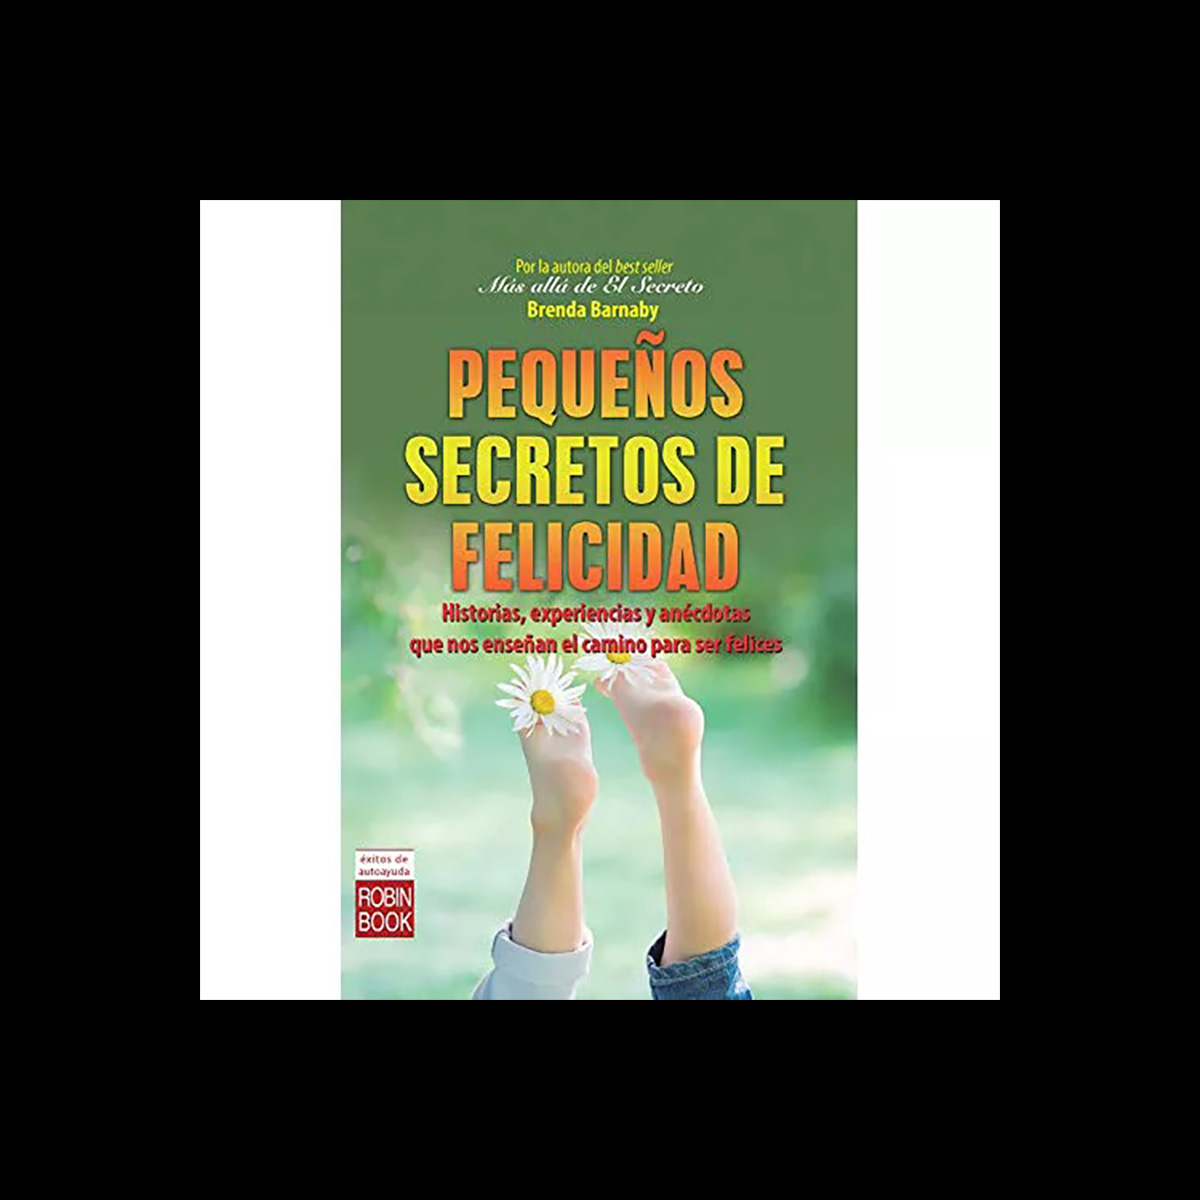 Por la autora del best seller
Más allá de El Secreto
Brenda Barnaby
PEQUEÑOS
SECRETOS DE
FELICIDAD
Historias, experiencias y anécdotas
que nos enseñan el camino para ser felices
éxitos de
autoayuda
ROBIN
BOOK